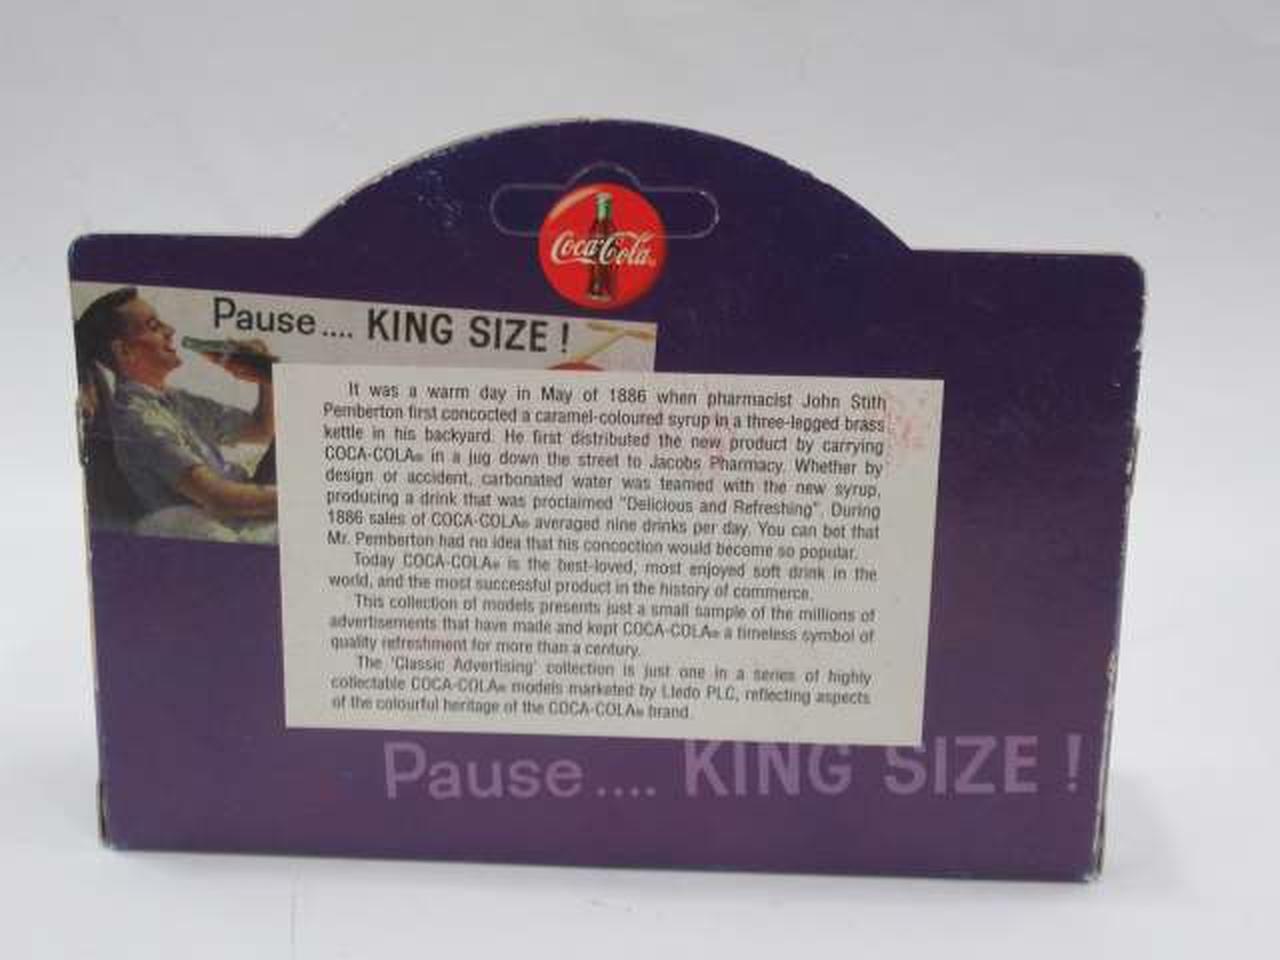 Coca-Cola
Pause.... KING SIZE !
It was a warm day in May of 1886 when pharmacist John Stith
Pemberton first concocted a caramel-coloured syrup in a three-legged brass
kettle in his backyard. He first distributed the new product by carrying
COCA-COLA® in a jug down the street to Jacobs Pharmacy. Whether by
design or accident, carbonated water was teamed with the new syrup,
producing a drink that was proclaimed "Delicious and Refreshing". During
1886 sales of COCA-COLA® averaged nine drinks per day. You can bet that
Mr. Pemberton had no idea that his concoction would become so popular.
Today COCA-COLA® is the best-loved, most enjoyed soft drink in the
world, and the most successful product in the history of commerce.
This collection of models presents just a small sample of the millions of
advertisements that have made and kept COCA-COLA® a timeless symbol of
quality refreshment for more than a century.
The 'Classic Advertising' collection is just one in a series of highly
collectable COCA-COLA® models marketed by Lledo PLC, reflecting aspects
of the colourful heritage of the COCA-COLA® brand.
Pause.... KING SIZE !